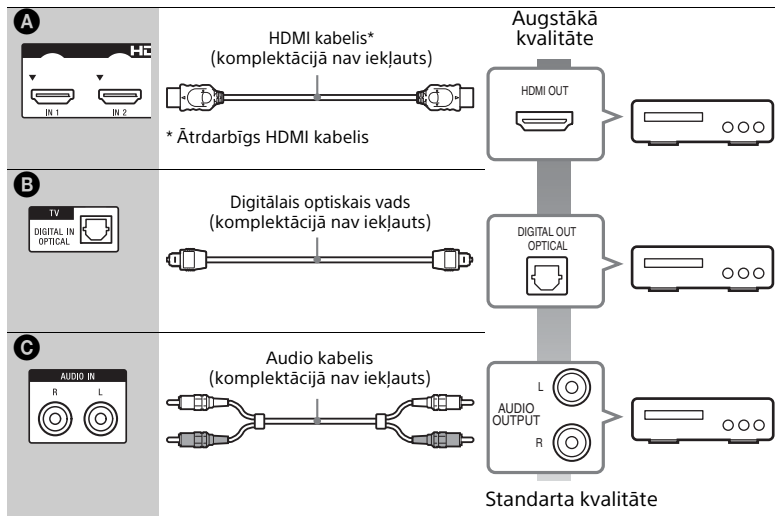 A
HD
IN 1
IN 2
HDMI kabelis*
(komplektācijā nav iekļauts)
* Ātrdarbīgs HDMI kabelis
Augstākā
kvalitāte
HDMI OUT
B
TV
DIGITAL IN
OPTICAL
Digitālais optiskais vads
(komplektācijā nav iekļauts)
DIGITAL OUT
OPTICAL
C
AUDIO IN
R
L
Audio kabelis
(komplektācijā nav iekļauts)
L
AUDIO
OUTPUT
R
Standarta kvalitāte